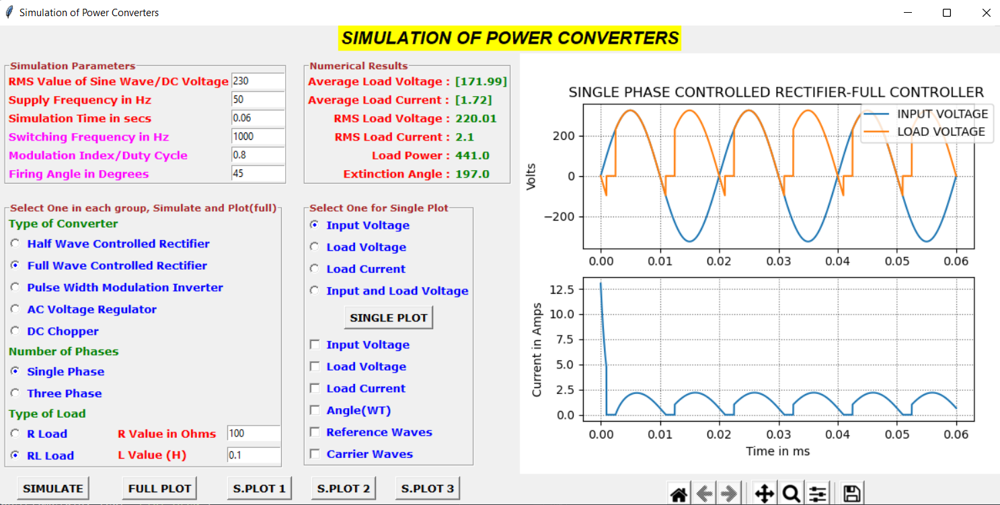 Simulation of Power Converters
SIMULATION OF POWER CONVERTERS
Simulation Parameters
RMS Value of Sine Wave/DC Voltage 230
Supply Frequency in Hz 50
Simulation Time in secs 0.06
Switching Frequency in Hz 1000
Modulation Index/Duty Cycle 0.8
Firing Angle in Degrees 45
Numerical Results
Average Load Voltage : [171.99]
Average Load Current : [1.72]
RMS Load Voltage : 220.01
RMS Load Current : 2.1
Load Power : 441.0
Extinction Angle : 197.0
Select One in each group, Simulate and Plot(full)
Type of Converter
Half Wave Controlled Rectifier
Full Wave Controlled Rectifier
Pulse Width Modulation Inverter
AC Voltage Regulator
DC Chopper
Number of Phases
Single Phase
Three Phase
Type of Load
R Load R Value in Ohms 100
RL Load L Value (H) 0.1
Select One for Single Plot
Input Voltage
Load Voltage
Load Current
Input and Load Voltage
SINGLE PLOT
Input Voltage
Load Voltage
Load Current
Angle(WT)
Reference Waves
Carrier Waves
SIMULATE FULL PLOT S.PLOT 1 S.PLOT 2 S.PLOT 3
SINGLE PHASE CONTROLLED RECTIFIER-FULL CONTROLLER
INPUT VOLTAGE
LOAD VOLTAGE
Volts
200
0
−200
0.00 0.01 0.02 0.03 0.04 0.05 0.06
Current in Amps
12.5
10.0
7.5
5.0
2.5
0.0
0.00 0.01 0.02 0.03 0.04 0.05 0.06
Time in ms